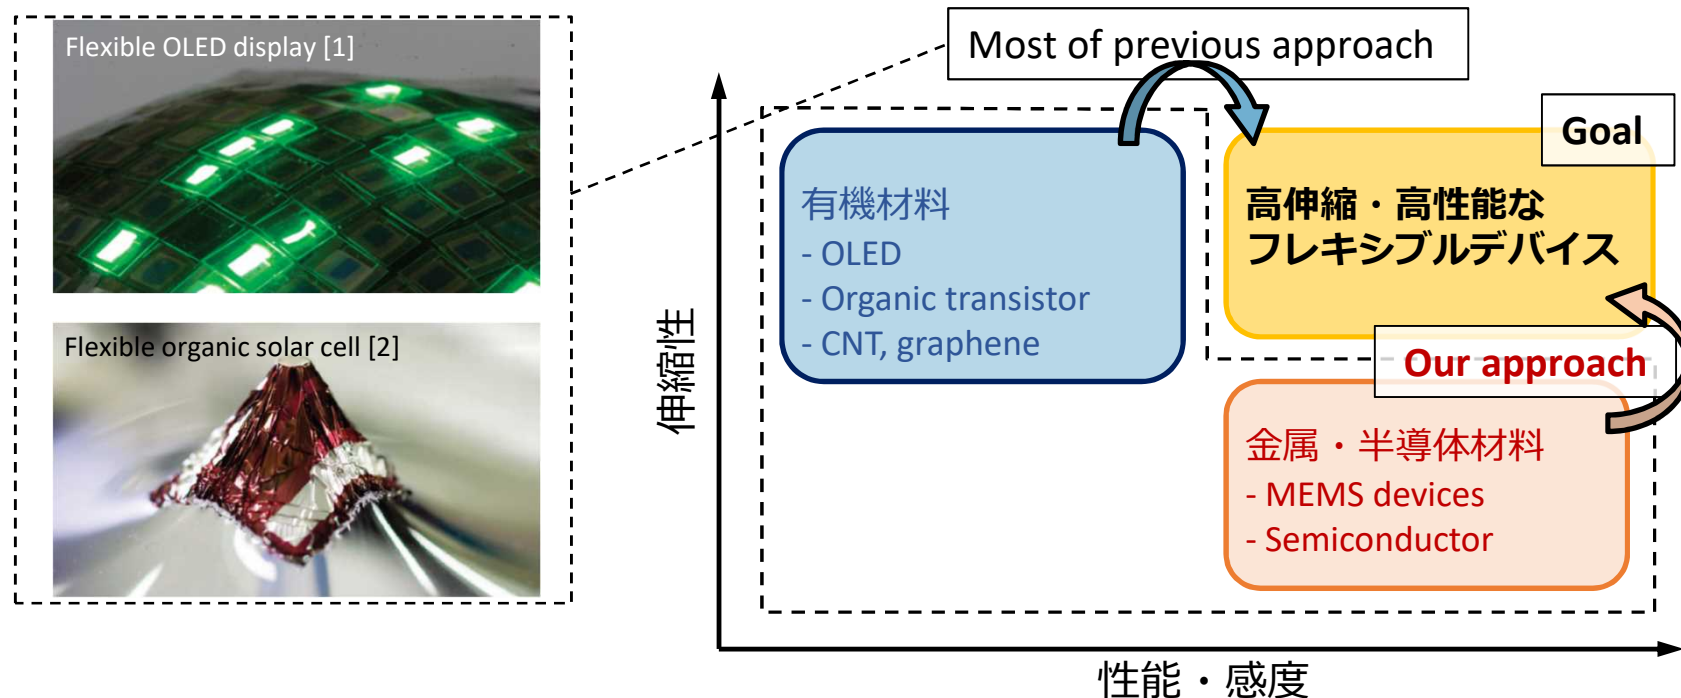 Flexible OLED display [1]
Flexible organic solar cell [2]
Most of previous approach
Goal
有機材料
- OLED
- Organic transistor
- CNT, graphene
高伸縮・高性能な
フレキシブルデバイス
Our approach
金属・半導体材料
- MEMS devices
- Semiconductor
伸縮性
性能・感度